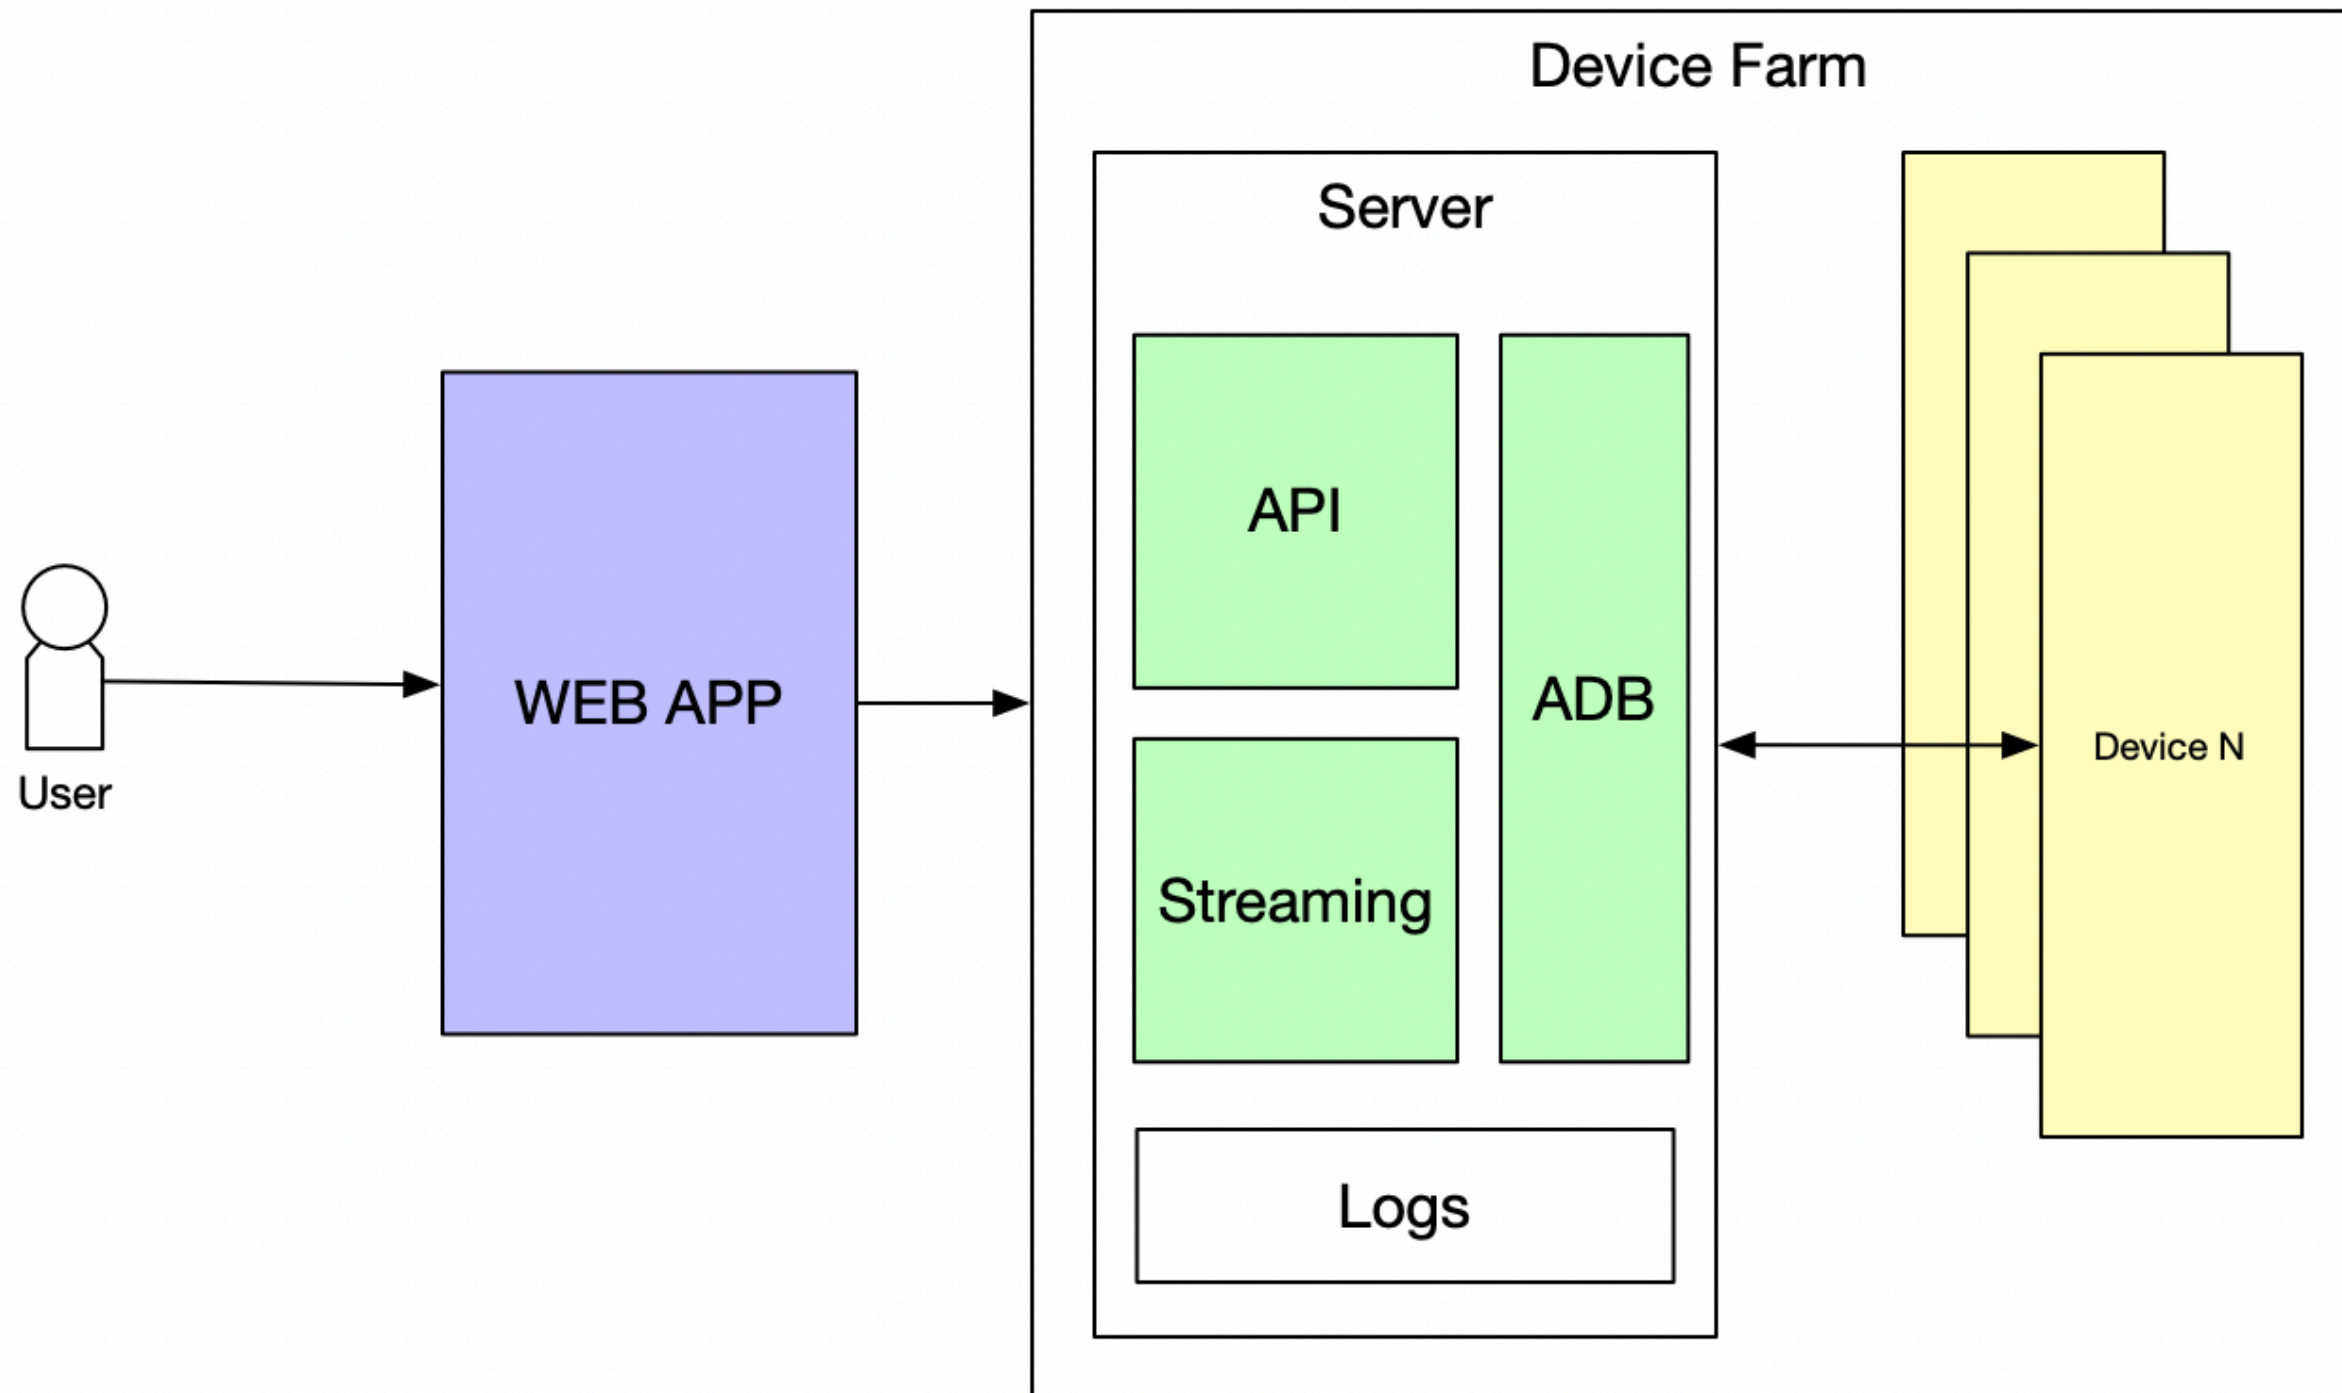 Device Farm
Server
API
ADB
WEB APP
Device N
User
Streaming
Logs